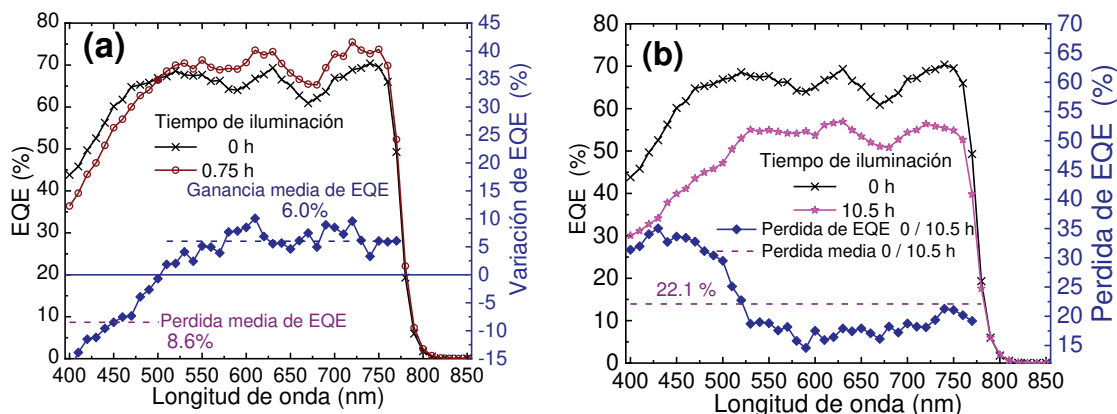 (a)
EQE (%)
80
70
60
50
40
30
20
10
0
Tiempo de iluminación
0 h
0.75 h
Ganancia media de EQE
6.0%
Perdida media de EQE
8.6%
45
40
35
30
25
20
15
10
5
0
-5
-10
-15
Variación de EQE (%)
400 450 500 550 600 650 700 750 800 850
Longitud de onda (nm)
(b)
EQE (%)
80
70
60
50
40
30
20
10
0
Tiempo de iluminación
0 h
10.5 h
Perdida de EQE 0 / 10.5 h
Perdida media 0 / 10.5 h
22.1 %
70
65
60
55
50
45
40
35
30
25
20
15
Perdida de EQE (%)
400 450 500 550 600 650 700 750 800 850
Longitud de onda (nm)